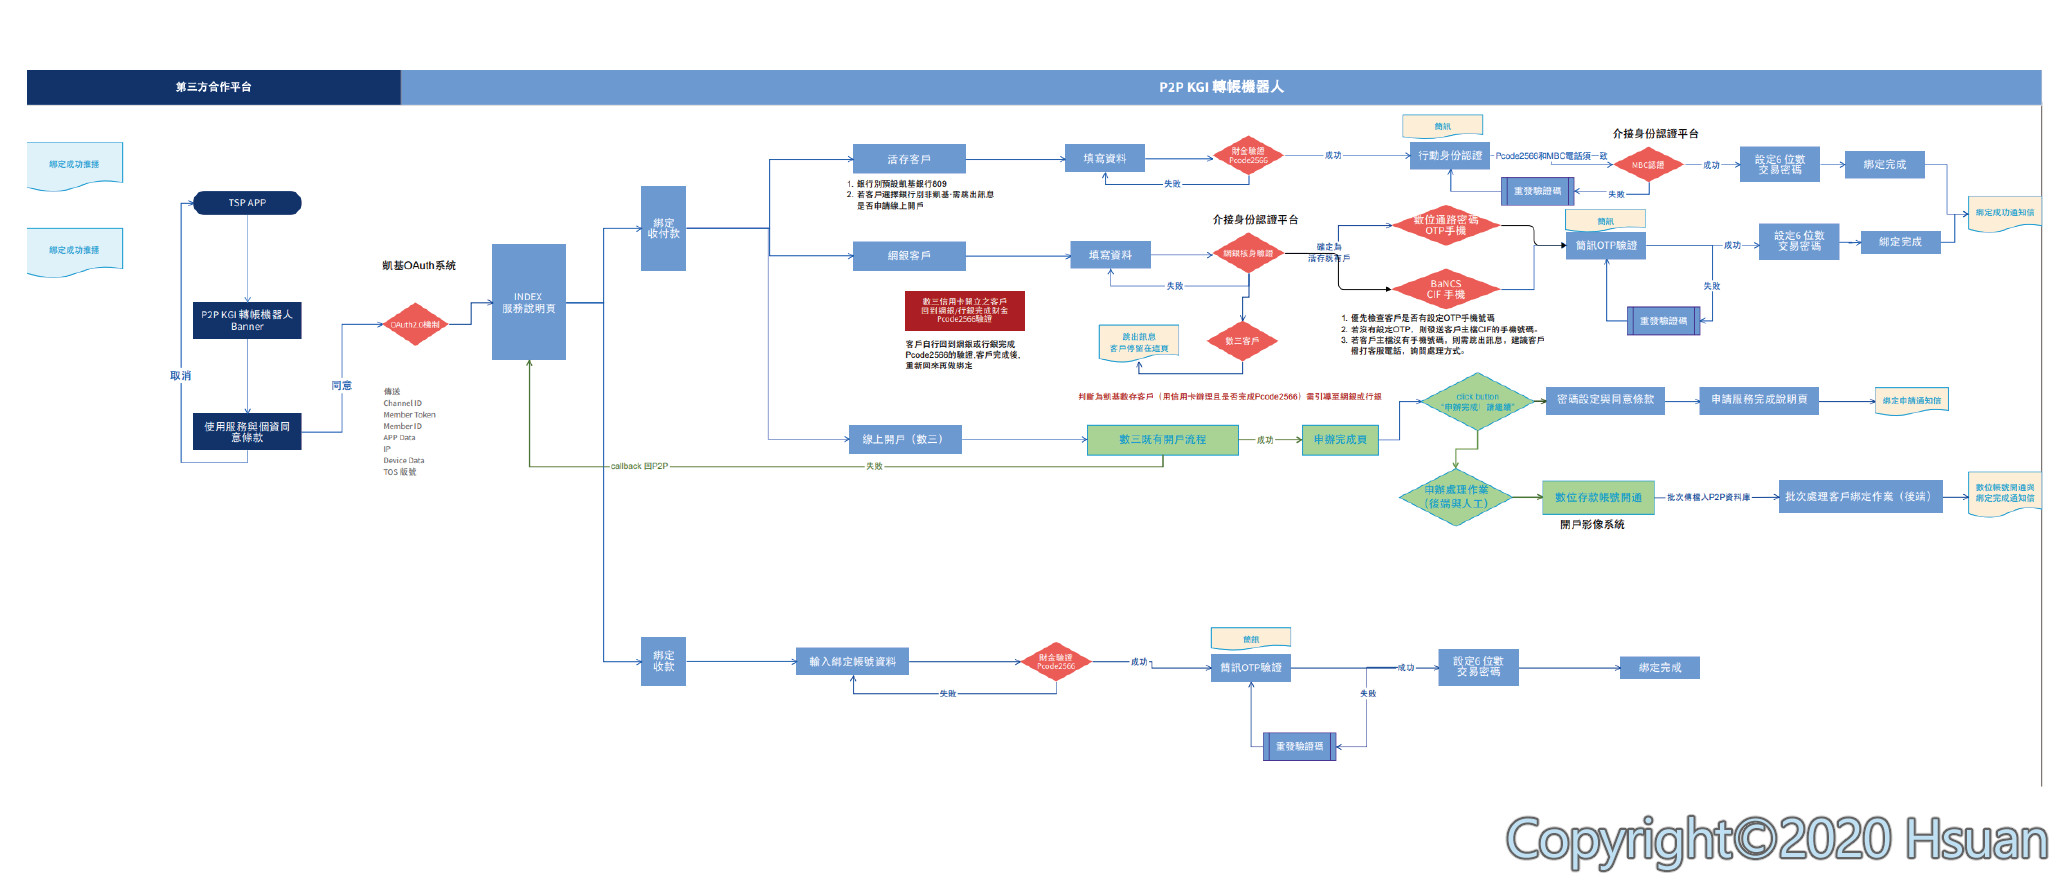 第三方合作平台
P2P KGI 轉帳機器人
綁定成功推播
綁定成功推播
TSP APP
P2P KGI 轉帳機器人
Banner
使用服務與個資同
意條款
取消
同意
凱基OAuth系統
OAuth2.0機制
傳送
Channel ID
Member Token
Member ID
APP Data
IP
Device Data
TOS 版號
INDEX
服務說明頁
綁定
收付款
活存客戶
1. 銀行別預設凱基銀行809
2. 若客戶選擇銀行別非凱基,需跳出訊息
是否申請線上開戶
填寫資料
失敗
財金驗證
Pcode2566
成功
簡訊
行動身份認證
Pcode2566和MBC電話須一致
重發驗證碼
介接身份認證平台
MBC認證
失敗
成功
設定6 位數
交易密碼
綁定完成
綁定成功通知信
網銀客戶
填寫資料
失敗
介接身份認證平台
網銀核身驗證
確定為
活存既有戶
數位通路密碼
OTP手機
BaNCS
CIF 手機
1. 優先檢查客戶是否有設定OTP手機號碼
2. 若沒有設定OTP，則發送客戶主檔CIF的手機號碼。
3. 若客戶主檔沒有手機號碼，則需跳出訊息，建議客戶
撥打客服電話，詢問處理方式。
簡訊
簡訊OTP驗證
成功
失敗
重發驗證碼
設定6 位數
交易密碼
綁定完成
數三信用卡開立之客戶
回到網銀/行銀完成財金
Pcode2566驗證
客戶自行回到網銀或行銀完成
Pcode2566的驗證,客戶完成後,
重新回來再做綁定
跳出訊息
客戶停留在這頁
數三客戶
判斷為凱基數存客戶（用信用卡辦理且是否完成Pcode2566）需引導至網銀或行銀
線上開戶（數三）
數三既有開戶流程
成功
申辦完成頁
失敗
callback 回P2P
click button
“申辦完成）請繼續”
密碼設定與同意條款
申請服務完成說明頁
綁定申請通知信
申辦處理作業
（後端與人工）
數位存款帳號開通
開戶影像系統
批次傳檔入P2P資料庫
批次處理客戶綁定作業（後端）
數位帳號開通與
綁定完成通知信
綁定
收款
輸入綁定帳號資料
失敗
財金驗證
Pcode2566
成功
簡訊
簡訊OTP驗證
成功
失敗
重發驗證碼
設定6 位數
交易密碼
綁定完成
Copyright©2020 Hsuan